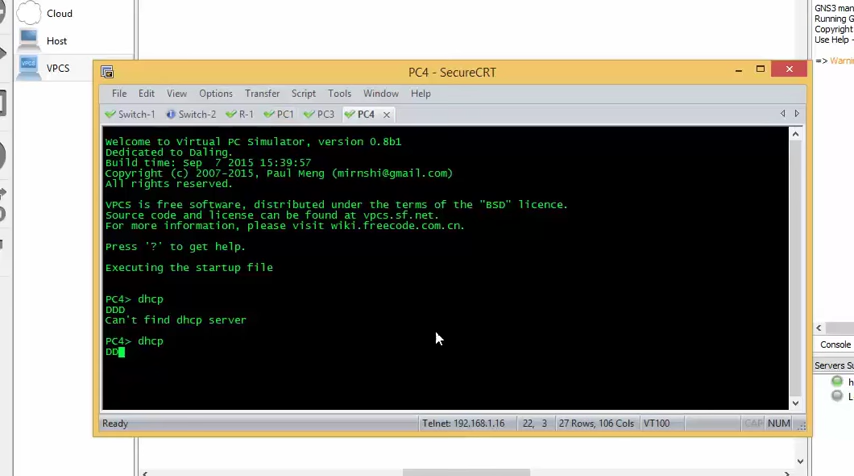 Cloud
Host
VPCS
GNS3 man
Running G
Copyright
Use Help -
=> Warnin
PC4 - SecureCRT
File Edit View Options Transfer Script Tools Window Help
Switch-1 Switch-2 R-1 PC1 PC3 PC4
Welcome to Virtual PC Simulator, version 0.8b1
Dedicated to Daling.
Build time: Sep 7 2015 15:39:57
Copyright (c) 2007-2015, Paul Meng (mirnshi@gmail.com)
All rights reserved.
VPCS is free software, distributed under the terms of the "BSD" licence.
Source code and license can be found at vpcs.sf.net.
For more information, please visit wiki.freecode.com.cn.
Press '?' to get help.
Executing the startup file
PC4> dhcp
DDD
Can't find dhcp server
PC4> dhcp
DD
Ready Telnet: 192.168.1.16 22, 3 27 Rows, 106 Cols VT100 CAP NUM
Console
Servers Su
h
L